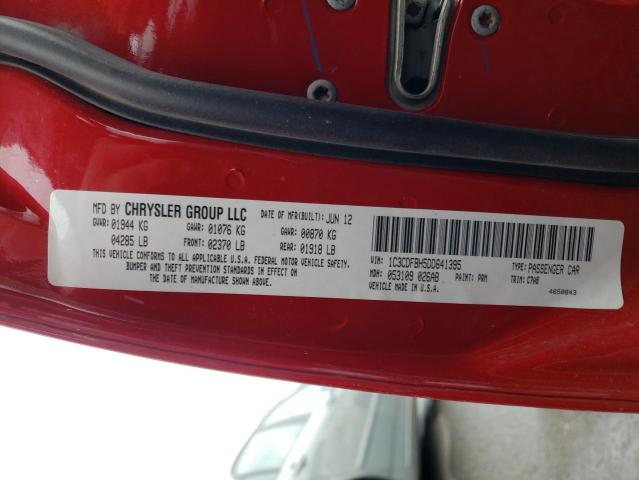 MFD BY CHRYSLER GROUP LLC DATE OF MFR(BUILT): JUN 12
GVWR: 01944 KG GAWR: 01076 KG GAWR: 00870 KG
04285 LB FRONT: 02370 LB REAR: 01918 LB
THIS VEHICLE CONFORMS TO ALL APPLICABLE U.S.A. FEDERAL MOTOR VEHICLE SAFETY,
BUMPER AND THEFT PREVENTION STANDARDS IN EFFECT ON
THE DATE OF MANUFACTURE SHOWN ABOVE.
VIN: 1C3CDFBH5DD641395 TYPE: PASSENGER CAR
MDH: 053109 026AB PAINT: PRM TRIM: C7A8
VEHICLE MADE IN U.S.A. 4658843